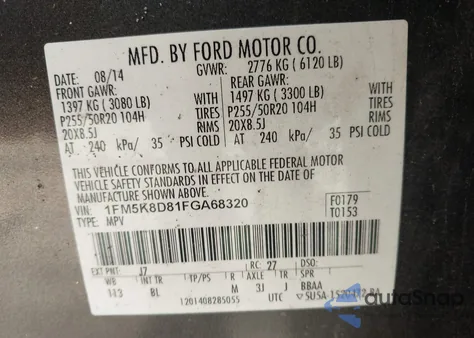 MFD. BY FORD MOTOR CO.
DATE: 08/14 GVWR: 2776 KG ( 6120 LB)
FRONT GAWR: REAR GAWR:
1397 KG ( 3080 LB) WITH 1497 KG ( 3300 LB) WITH
P255/50R20 104H TIRES P255/50R20 104H TIRES
20X8.5J RIMS 20X8.5J RIMS
AT 240 kPa/ 35 PSI COLD AT 240 kPa/ 35 PSI COLD
THIS VEHICLE CONFORMS TO ALL APPLICABLE FEDERAL MOTOR
VEHICLE SAFETY AND THEFT PREVENTION STANDARDS IN EFFECT
ON THE DATE OF MANUFACTURE SHOWN ABOVE.
VIN: 1FM5K8D81FGA68320 F0179
TYPE: MPV T0153
EXT PNT: J7 RC: 27 DSO:
WB INT TR TP/PS R AXLE TR SPR
113 BL M 3J J BBAA
1201408285055 UTC
autoSnap